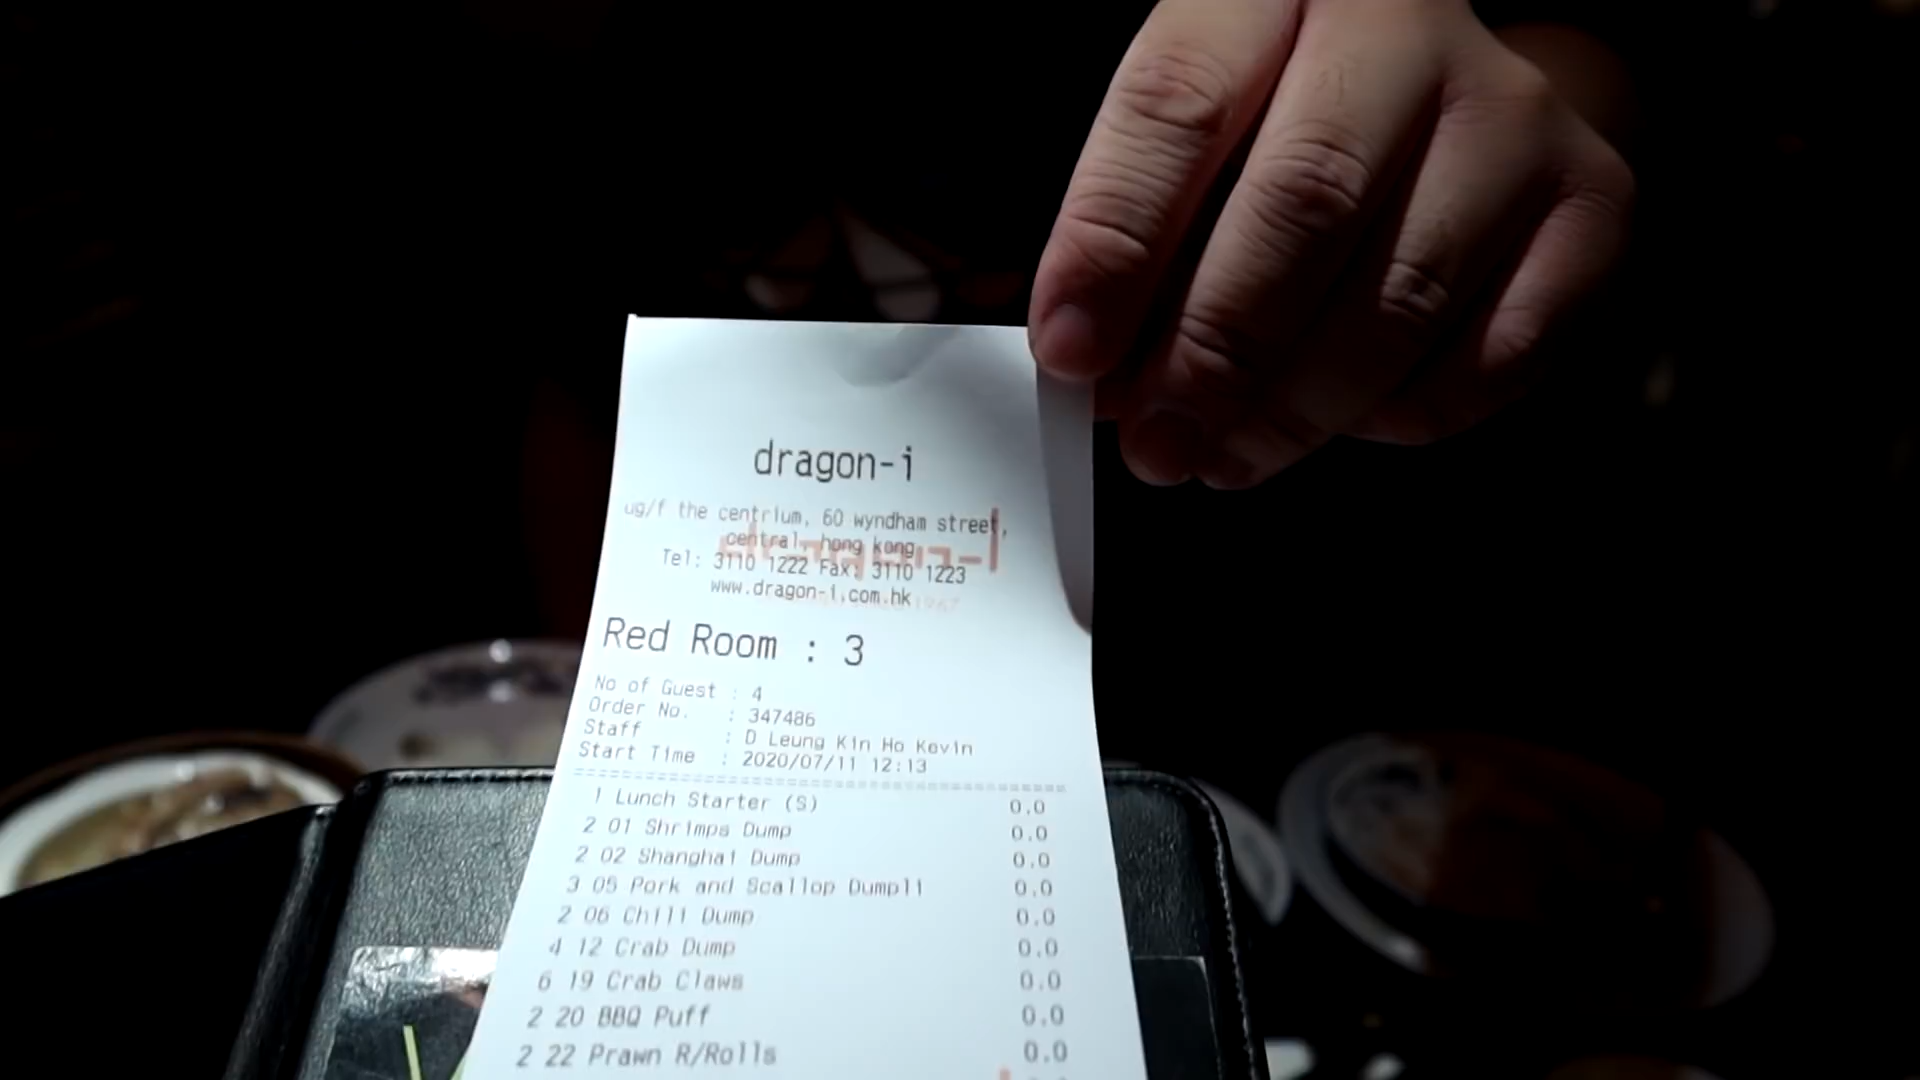 dragon-i
ug/f the centrium, 60 wyndham street,
central, hong kong
Tel: 3110 1222 Fax: 3110 1223
www.dragon-i.com.hk
Red Room : 3
No of Guest : 4
Order No. : 347486
Staff : D Leung Kin Ho Kevin
Start Time : 2020/07/11 12:13
1 Lunch Starter (S) 0.0
2 01 Shrimps Dump 0.0
2 02 Shanghai Dump 0.0
3 05 Pork and Scallop Dumpli 0.0
2 06 Chili Dump 0.0
4 12 Crab Dump 0.0
6 19 Crab Claws 0.0
2 20 BBQ Puff 0.0
2 22 Prawn R/Rolls 0.0